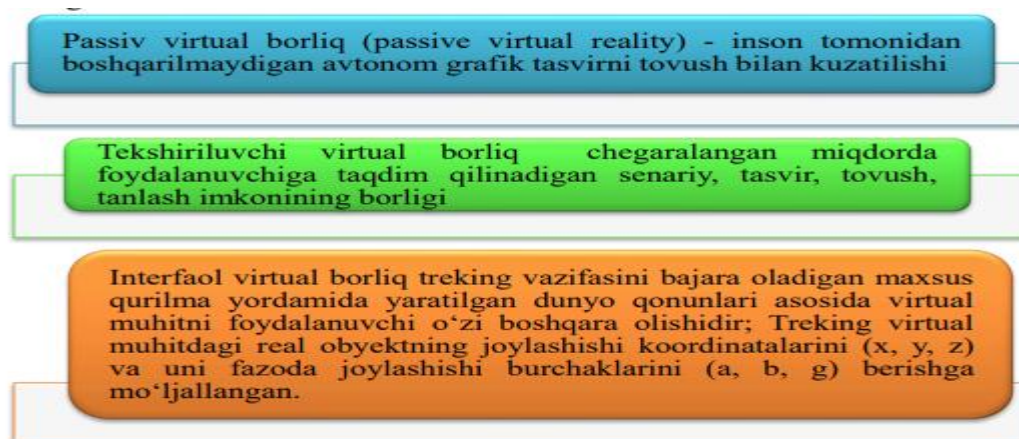 Passiv virtual borliq (passive virtual reality) - inson tomonidan
boshqarilmaydigan avtonom grafik tasvirni tovush bilan kuzatilishi
Tekshiriluvchi virtual borliq chegaralangan miqdorda
foydalanuvchiga taqdim qilinadigan senariy, tasvir, tovush,
tanlash imkonining borligi
Interfaol virtual borliq treking vazifasini bajara oladigan maxsus
qurilma yordamida yaratilgan dunyo qonunlari asosida virtual
muhitni foydalanuvchi o‘zi boshqara olishidir; Treking virtual
muhitdagi real obyektning joylashishi koordinatalarini (x, y, z)
va uni fazoda joylashishi burchaklarini (a, b, g) berishga
mo‘ljallangan.